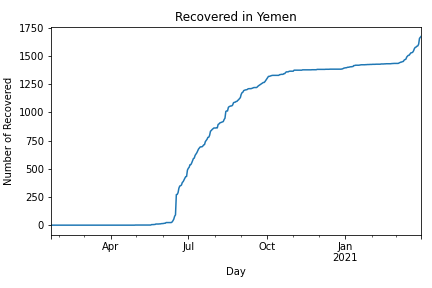 Recovered in Yemen
Number of Recovered
1750
1500
1250
1000
750
500
250
0
Apr
Jul
Oct
Jan
2021
Day